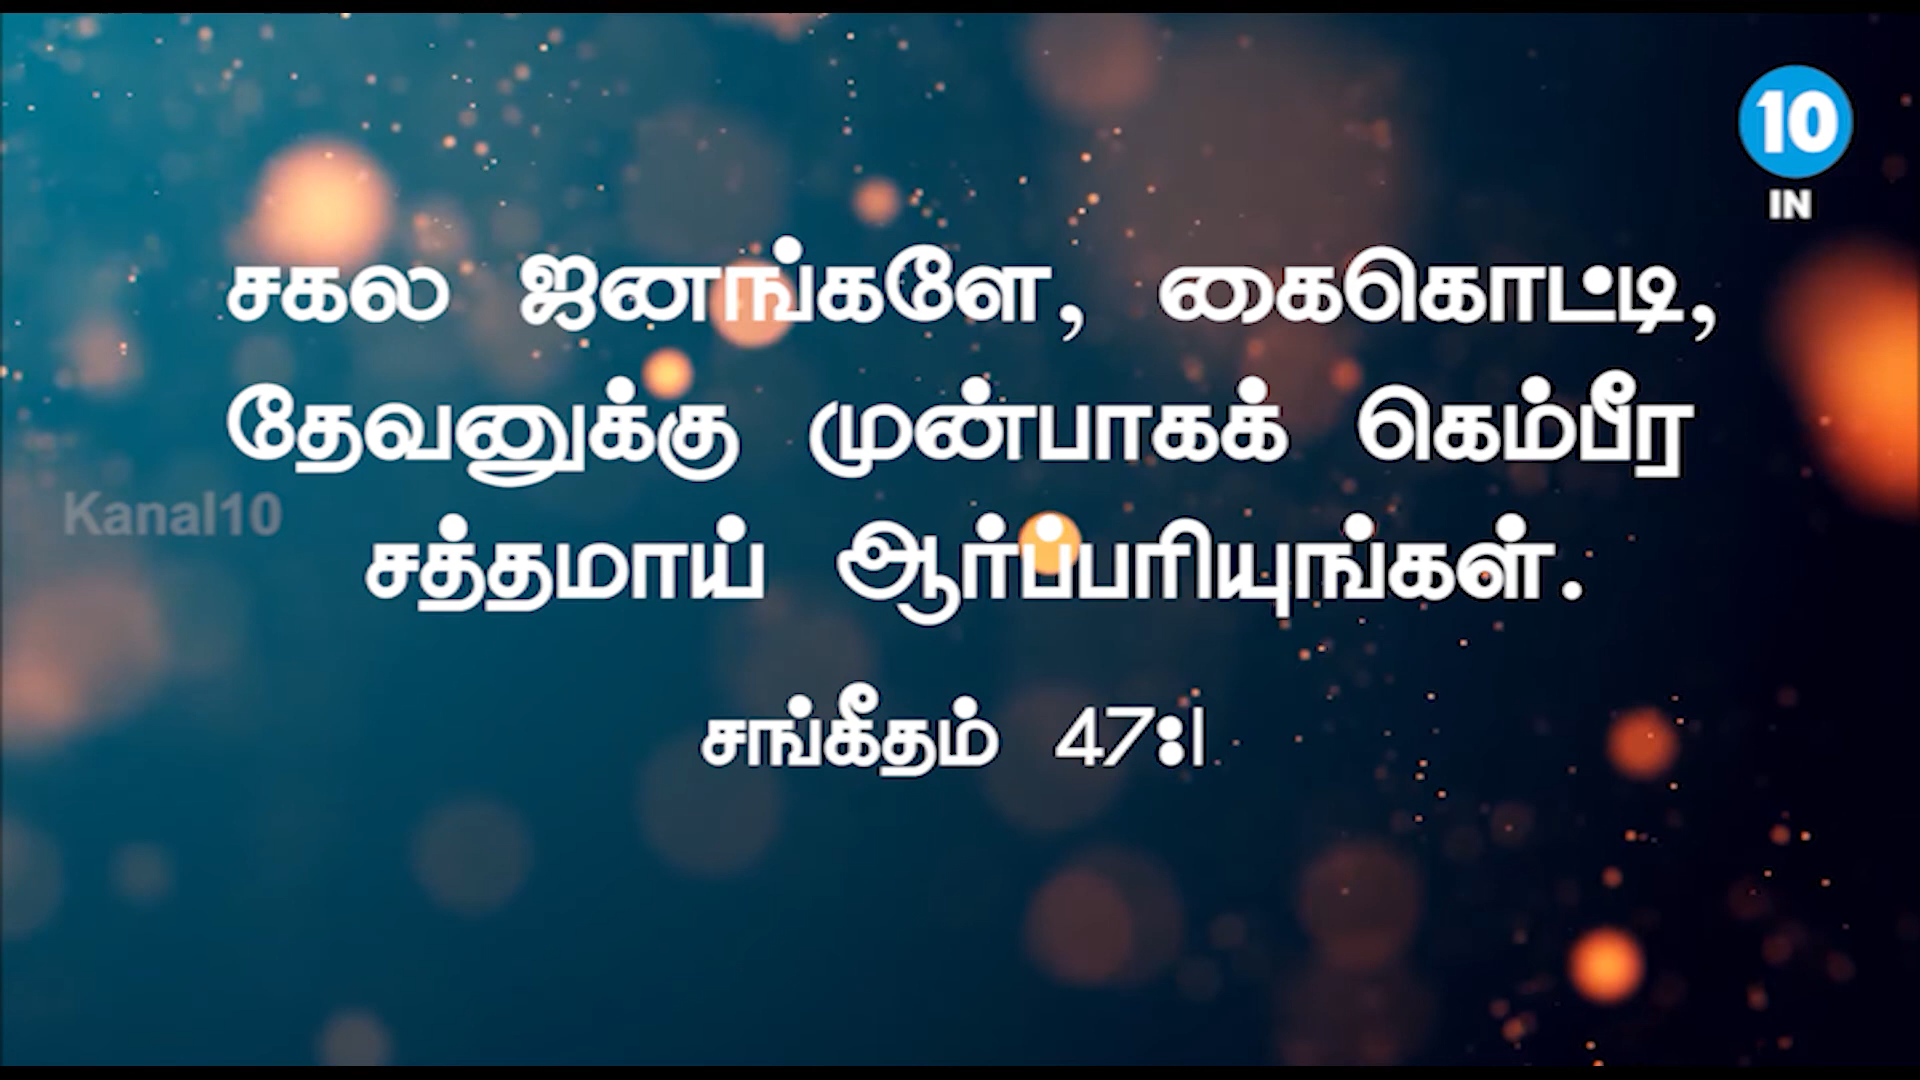 10
IN
சகல ஜனங்களே, கைகொட்டி,
தேவனுக்கு முன்பாகக் கெம்பீர
Kanal10
சத்தமாய் ஆர்ப்பரியுங்கள்.
சங்கீதம் 47:1